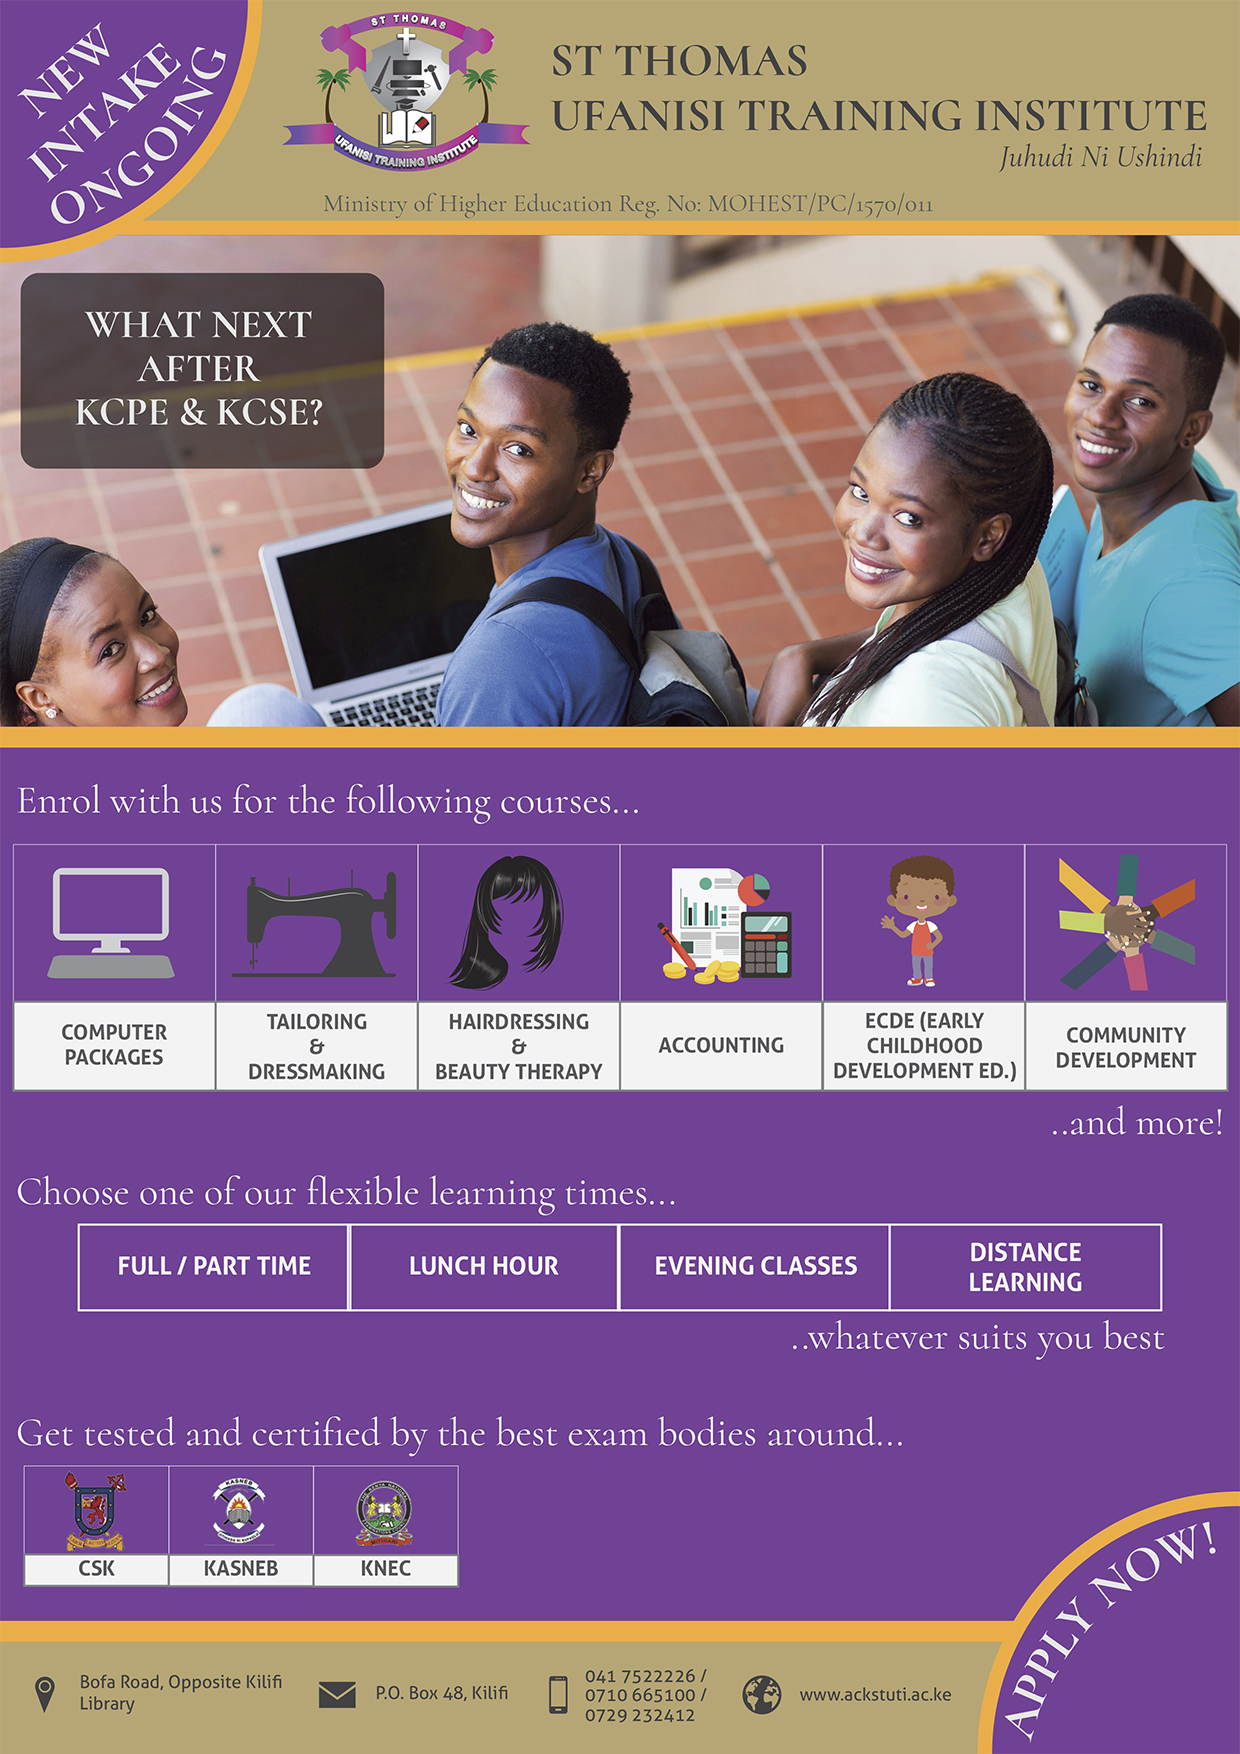 NEW
INTAKE
ONGOING
ST THOMAS
UFANISI TRAINING INSTITUTE
ST THOMAS
UFANISI TRAINING INSTITUTE
Juhudi Ni Ushindi
Ministry of Higher Education Reg. No: MOHEST/PC/1570/011
WHAT NEXT
AFTER
KCPE & KCSE?
Enrol with us for the following courses...
COMPUTER
PACKAGES
TAILORING
&
DRESSMAKING
HAIRDRESSING
&
BEAUTY THERAPY
ACCOUNTING
ECDE (EARLY
CHILDHOOD
DEVELOPMENT ED.)
COMMUNITY
DEVELOPMENT
..and more!
Choose one of our flexible learning times...
FULL / PART TIME
LUNCH HOUR
EVENING CLASSES
DISTANCE
LEARNING
..whatever suits you best
Get tested and certified by the best exam bodies around...
KASNEB
CSK
KASNEB
KNEC
APPLY NOW!
Bofa Road, Opposite Kilifi
Library
P.O. Box 48, Kilifi
041 7522226 /
0710 665100 /
0729 232412
www.ackstuti.ac.ke